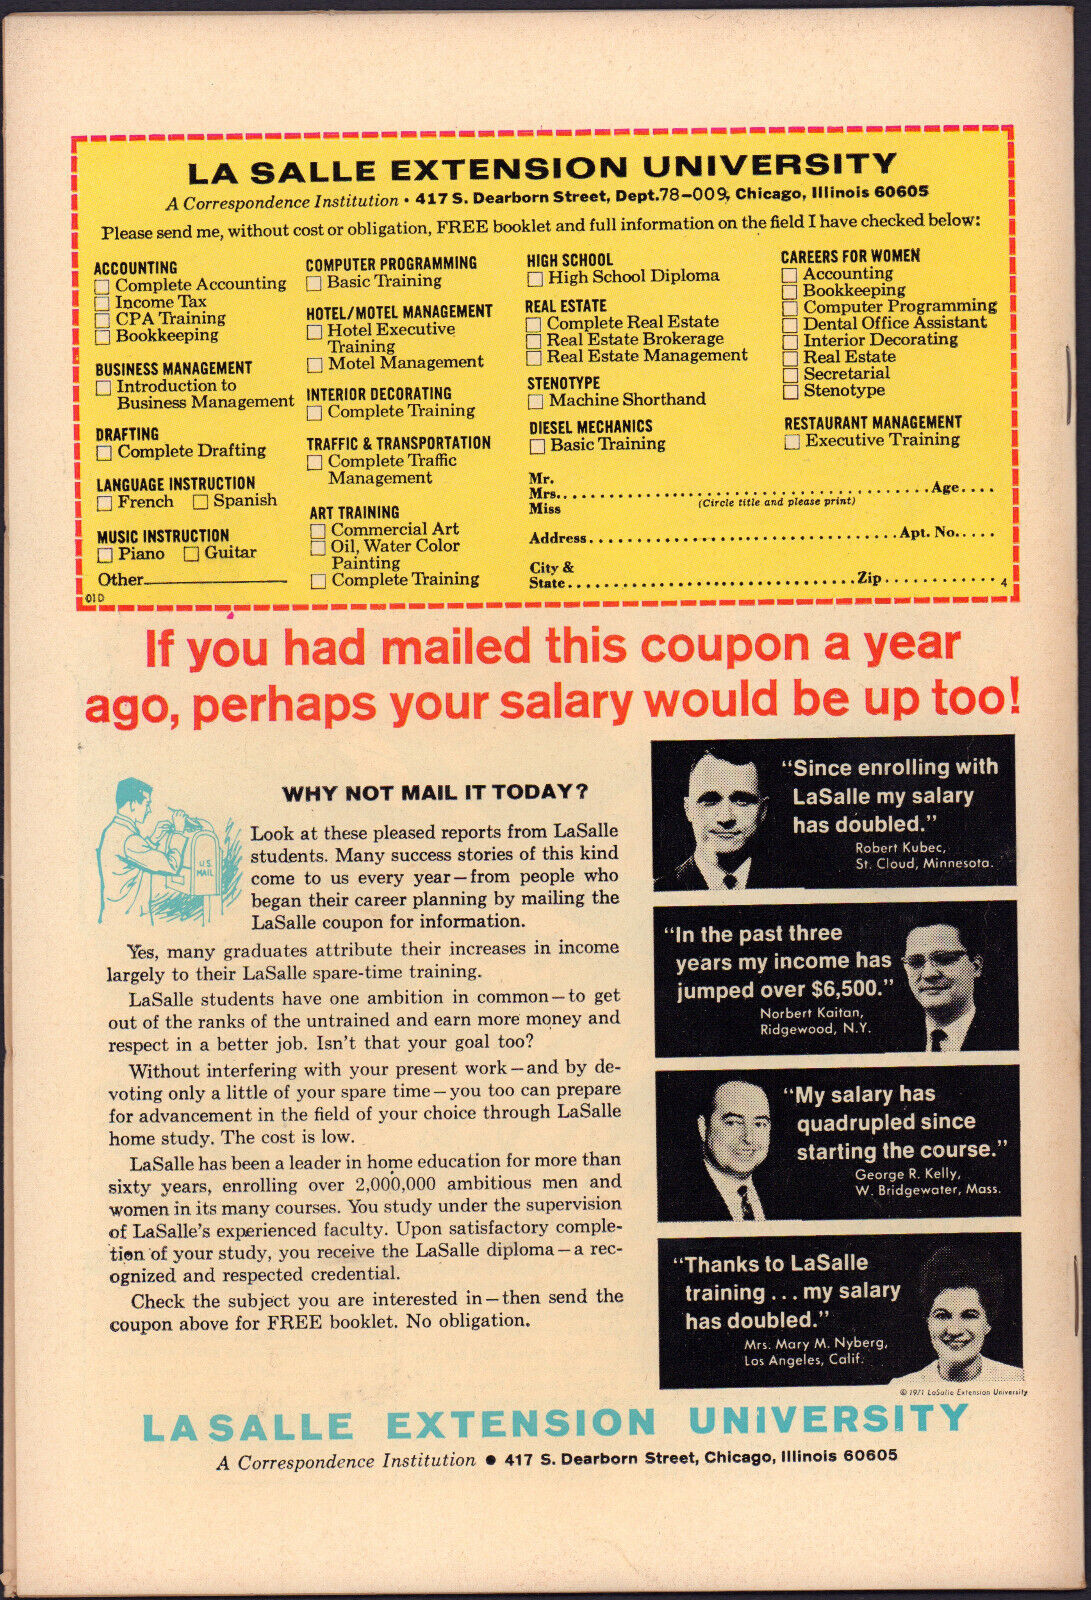 LA SALLE EXTENSION UNIVERSITY
A Correspondence Institution • 417 S. Dearborn Street, Dept.78-009, Chicago, Illinois 60605
Please send me, without cost or obligation, FREE booklet and full information on the field I have checked below:
ACCOUNTING
Complete Accounting
Income Tax
CPA Training
Bookkeeping
BUSINESS MANAGEMENT
Introduction to
Business Management
DRAFTING
Complete Drafting
LANGUAGE INSTRUCTION
French Spanish
MUSIC INSTRUCTION
Piano Guitar
Other
01D
COMPUTER PROGRAMMING
Basic Training
HOTEL/MOTEL MANAGEMENT
Hotel Executive
Training
Motel Management
INTERIOR DECORATING
Complete Training
TRAFFIC & TRANSPORTATION
Complete Traffic
Management
ART TRAINING
Commercial Art
Oil, Water Color
Painting
Complete Training
HIGH SCHOOL
High School Diploma
REAL ESTATE
Complete Real Estate
Real Estate Brokerage
Real Estate Management
STENOTYPE
Machine Shorthand
DIESEL MECHANICS
Basic Training
CAREERS FOR WOMEN
Accounting
Bookkeeping
Computer Programming
Dental Office Assistant
Interior Decorating
Real Estate
Secretarial
Stenotype
RESTAURANT MANAGEMENT
Executive Training
Mr.
Mrs. Age
Miss (Circle title and please print)
Address Apt. No.
City &
State Zip 4
If you had mailed this coupon a year
ago, perhaps your salary would be up too!
WHY NOT MAIL IT TODAY?
U.S.
MAIL
Look at these pleased reports from LaSalle
students. Many success stories of this kind
come to us every year—from people who
began their career planning by mailing the
LaSalle coupon for information.
Yes, many graduates attribute their increases in income
largely to their LaSalle spare-time training.
LaSalle students have one ambition in common—to get
out of the ranks of the untrained and earn more money and
respect in a better job. Isn't that your goal too?
Without interfering with your present work—and by de-
voting only a little of your spare time—you too can prepare
for advancement in the field of your choice through LaSalle
home study. The cost is low.
LaSalle has been a leader in home education for more than
sixty years, enrolling over 2,000,000 ambitious men and
women in its many courses. You study under the supervision
of LaSalle's experienced faculty. Upon satisfactory comple-
tion of your study, you receive the LaSalle diploma—a rec-
ognized and respected credential.
Check the subject you are interested in—then send the
coupon above for FREE booklet. No obligation.
"Since enrolling with
LaSalle my salary
has doubled."
Robert Kubec,
St. Cloud, Minnesota.
"In the past three
years my income has
jumped over $6,500."
Norbert Kaitan,
Ridgewood, N.Y.
"My salary has
quadrupled since
starting the course."
George R. Kelly,
W. Bridgewater, Mass.
"Thanks to LaSalle
training . . . my salary
has doubled."
Mrs. Mary M. Nyberg,
Los Angeles, Calif.
© 1971 LaSalle Extension University
LASALLE EXTENSION UNIVERSITY
A Correspondence Institution • 417 S. Dearborn Street, Chicago, Illinois 60605